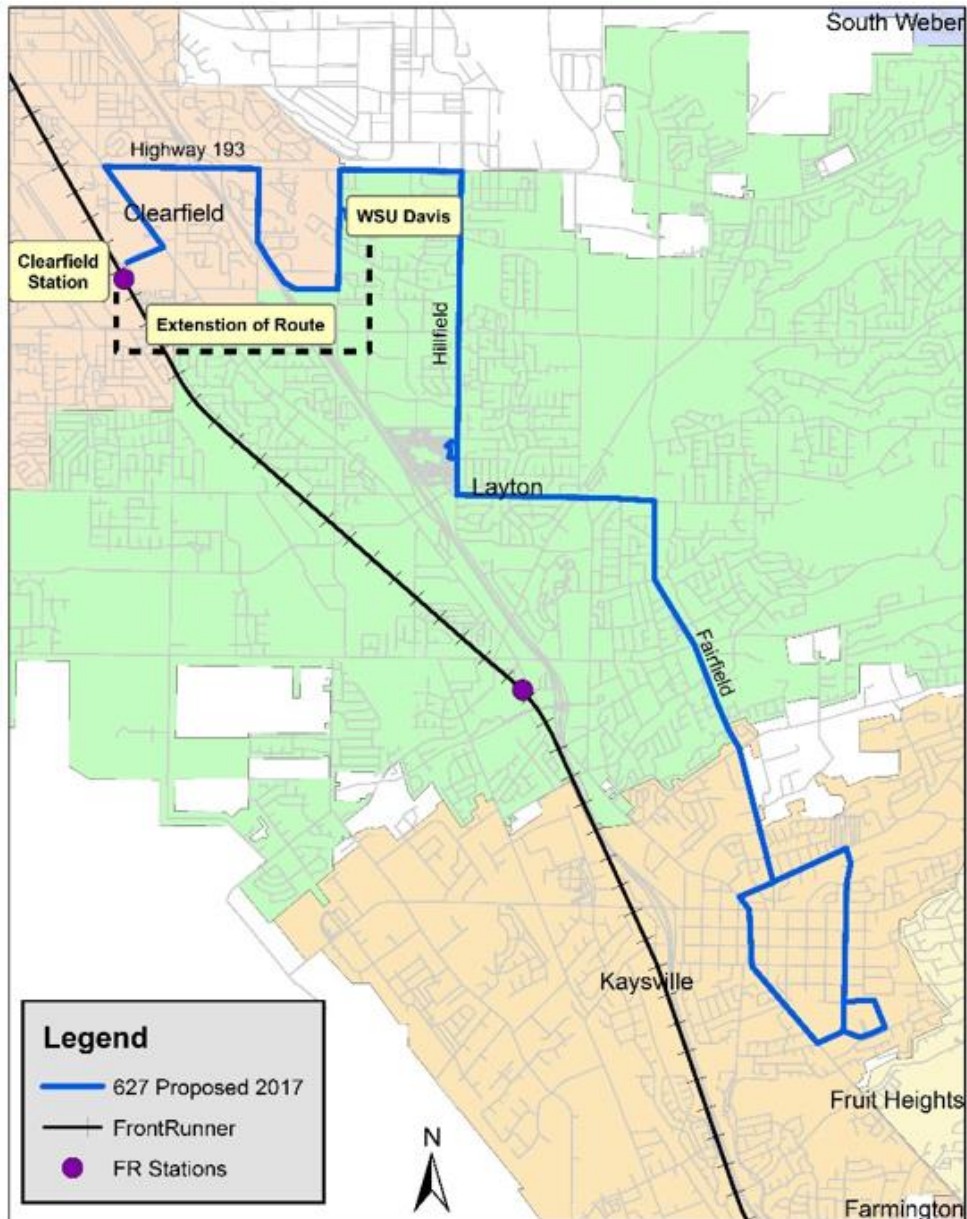 South Weber
Highway 193
Clearfield
WSU Davis
Clearfield
Station
Extenstion of Route
Hillfield
Layton
Fairfield
Kaysville
Fruit Heights
Farmington
Legend
627 Proposed 2017
FrontRunner
FR Stations
N